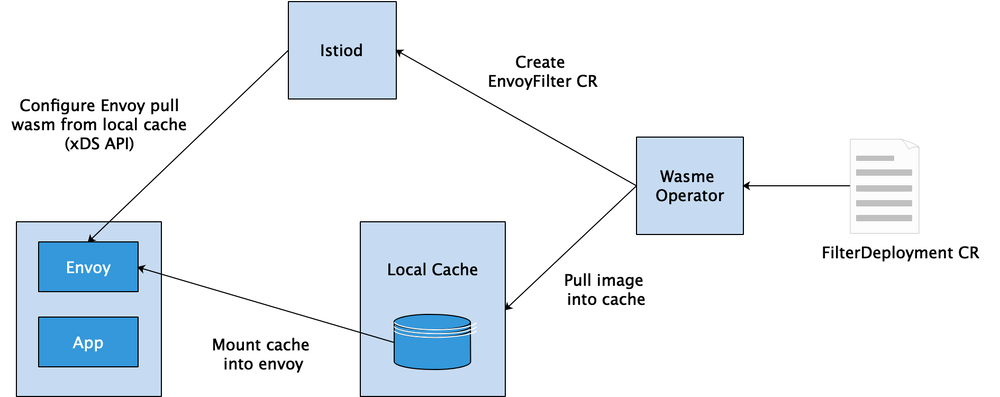 Istiod
Create
EnvoyFilter CR
Configure Envoy pull
wasm from local cache
(xDS API)
Wasme
Operator
FilterDeployment CR
Envoy
App
Local Cache
Pull image
into cache
Mount cache
into envoy